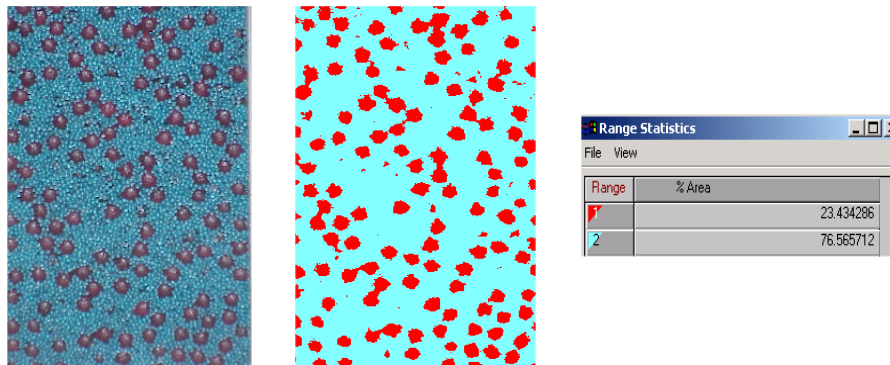 Range Statistics
File View
Range % Area
1 23.434286
2 76.565712